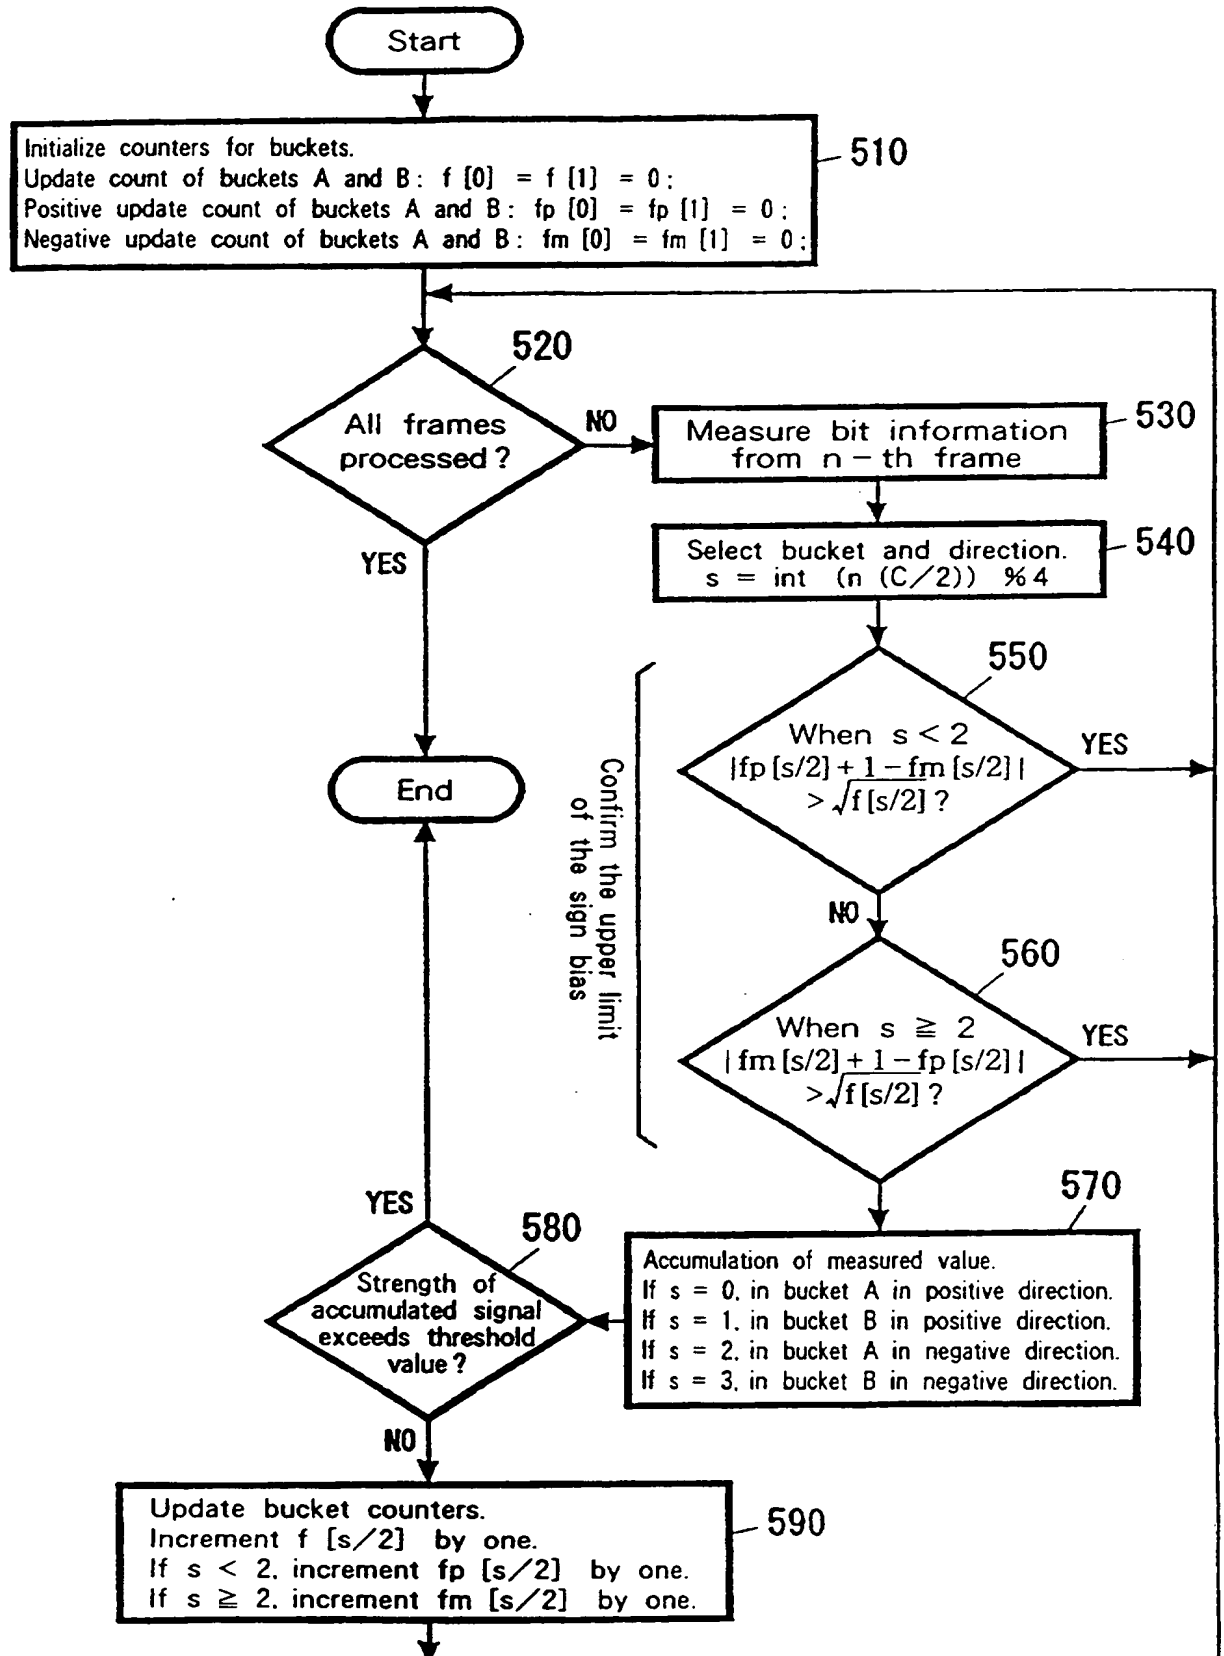 Start
Initialize counters for buckets.
Update count of buckets A and B: f [0] = f [1] = 0;
Positive update count of buckets A and B: fp [0] = fp [1] = 0;
Negative update count of buckets A and B: fm [0] = fm [1] = 0;
510
520
All frames
processed?
NO
YES
530
Measure bit information
from n-th frame
540
Select bucket and direction.
s = int (n (C/2)) %4
550
When s < 2
|fp [s/2] + 1 - fm [s/2]|
> √f [s/2] ?
YES
NO
End
Confirm the upper limit
of the sign bias
560
When s ≧ 2
|fm [s/2] + 1 - fp [s/2]|
> √f [s/2] ?
YES
570
Accumulation of measured value.
If s = 0, in bucket A in positive direction.
If s = 1, in bucket B in positive direction.
If s = 2, in bucket A in negative direction.
If s = 3, in bucket B in negative direction.
YES
580
Strength of
accumulated signal
exceeds threshold
value?
NO
Update bucket counters.
Increment f [s/2] by one.
If s < 2, increment fp [s/2] by one.
If s ≧ 2, increment fm [s/2] by one.
590